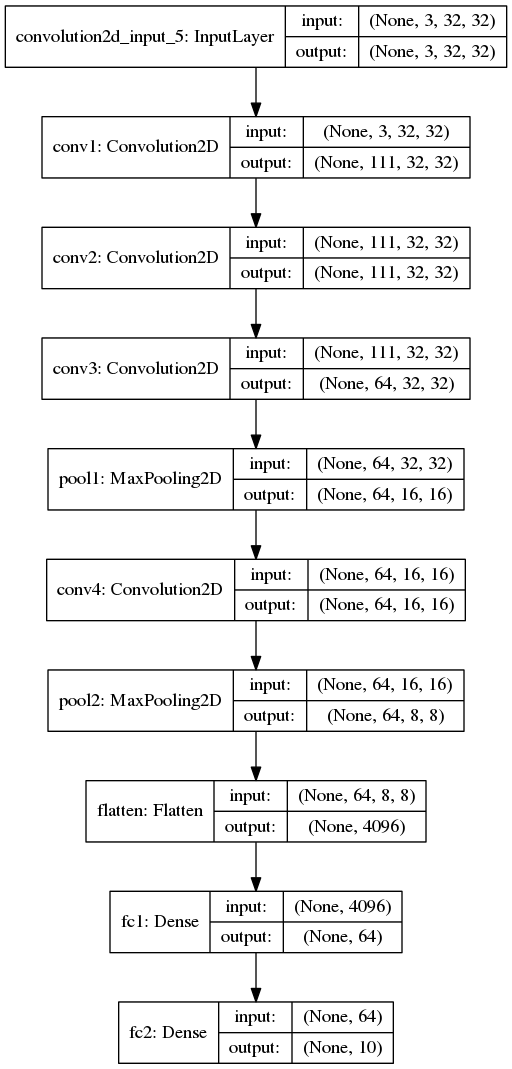 convolution2d_input_5: InputLayer
input: (None, 3, 32, 32)
output: (None, 3, 32, 32)
conv1: Convolution2D
input: (None, 3, 32, 32)
output: (None, 111, 32, 32)
conv2: Convolution2D
input: (None, 111, 32, 32)
output: (None, 111, 32, 32)
conv3: Convolution2D
input: (None, 111, 32, 32)
output: (None, 64, 32, 32)
pool1: MaxPooling2D
input: (None, 64, 32, 32)
output: (None, 64, 16, 16)
conv4: Convolution2D
input: (None, 64, 16, 16)
output: (None, 64, 16, 16)
pool2: MaxPooling2D
input: (None, 64, 16, 16)
output: (None, 64, 8, 8)
flatten: Flatten
input: (None, 64, 8, 8)
output: (None, 4096)
fc1: Dense
input: (None, 4096)
output: (None, 64)
fc2: Dense
input: (None, 64)
output: (None, 10)